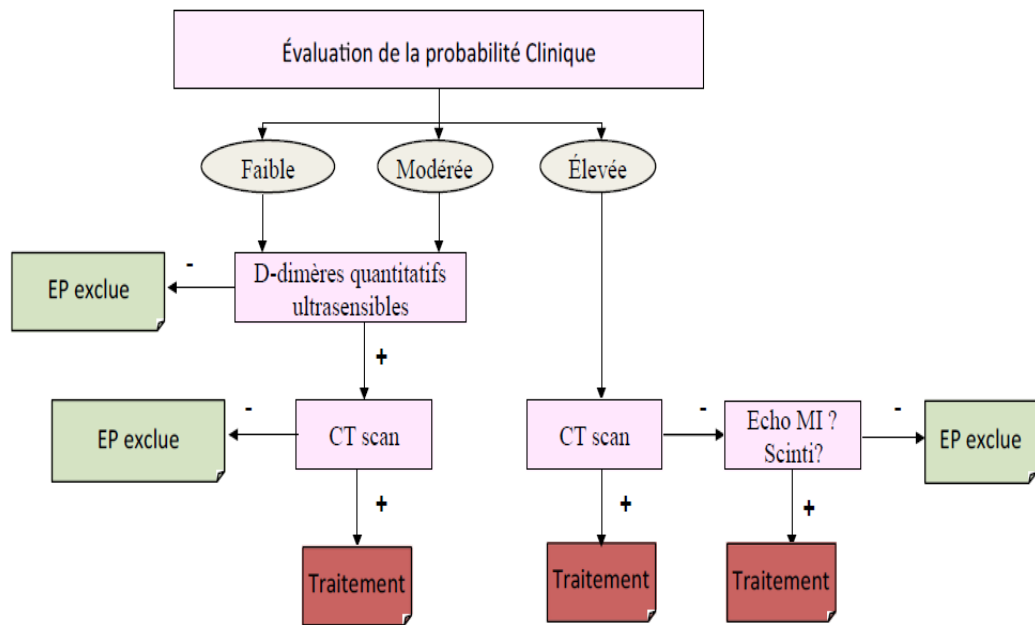 Évaluation de la probabilité Clinique
Faible
Modérée
Élevée
D-dimères quantitatifs
ultrasensibles
-
EP exclue
+
CT scan
-
EP exclue
+
Traitement
CT scan
-
Echo MI ?
Scinti?
-
EP exclue
+
Traitement
+
Traitement